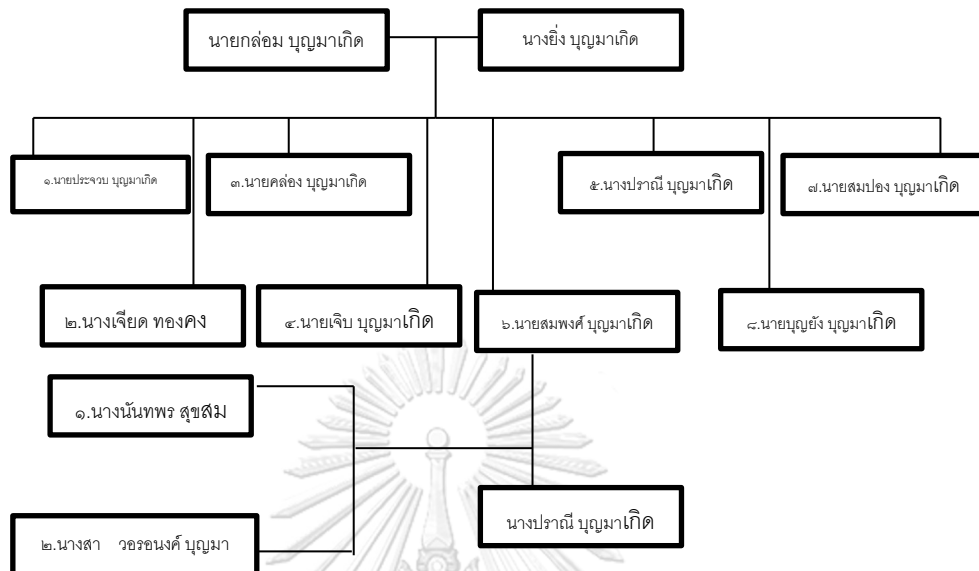 นายกล่อม บุญมาเกิด
นางยิ่ง บุญมาเกิด
๑.นายประจวบ บุญมาเกิด
๓.นายคล่อง บุญมาเกิด
๕.นางปราณี บุญมาเกิด
๗.นายสมปอง บุญมาเกิด
๒.นางเจียด ทองคง
๔.นายเจิบ บุญมาเกิด
๖.นายสมพงศ์ บุญมาเกิด
๘.นายบุญยัง บุญมาเกิด
๑.นางนันทพร สุขสม
นางปราณี บุญมาเกิด
๒.นางสา วอรอนงค์ บุญมา